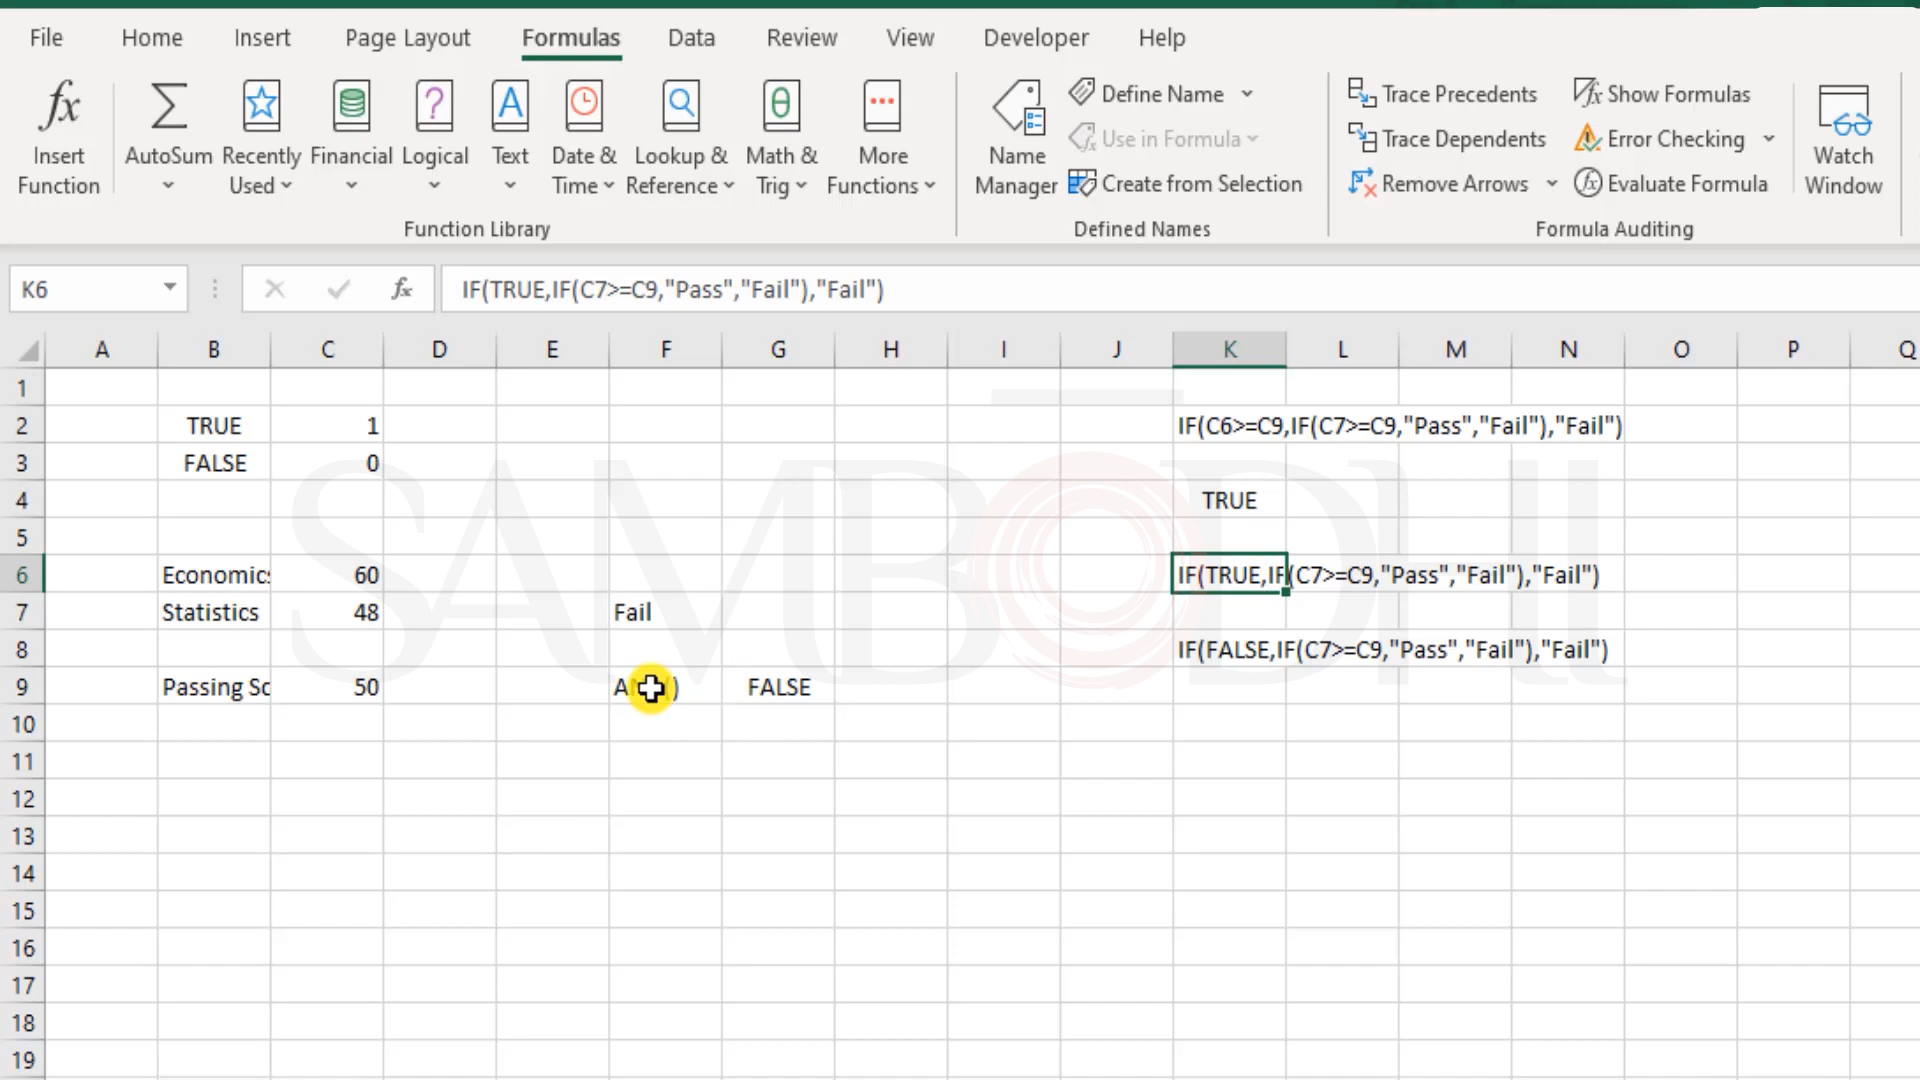 File Home Insert Page Layout Formulas Data Review View Developer Help
Insert Function
AutoSum
Recently Used
Financial
Logical
Text
Date & Time
Lookup & Reference
Math & Trig
More Functions
Function Library
Name Manager
Define Name
Use in Formula
Create from Selection
Defined Names
Trace Precedents
Trace Dependents
Remove Arrows
Show Formulas
Error Checking
Evaluate Formula
Watch Window
Formula Auditing
K6 fx IF(TRUE,IF(C7>=C9,"Pass","Fail"),"Fail")
A B C D E F G H I J K L M N O P Q
1
2 TRUE 1 IF(C6>=C9,IF(C7>=C9,"Pass","Fail"),"Fail")
3 FALSE 0
4 TRUE
5
6 Economics 60 IF(TRUE,IF(C7>=C9,"Pass","Fail"),"Fail")
7 Statistics 48 Fail
8 IF(FALSE,IF(C7>=C9,"Pass","Fail"),"Fail")
9 Passing Sc 50 FALSE
10
11
12
13
14
15
16
17
18
19
SAMBODHI